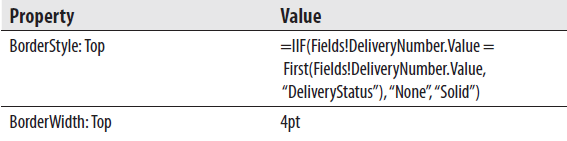 Property Value
BorderStyle: Top =IIF(Fields!DeliveryNumber.Value =
First(Fields!DeliveryNumber.Value,
“DeliveryStatus”), “None”, “Solid”)
BorderWidth: Top 4pt